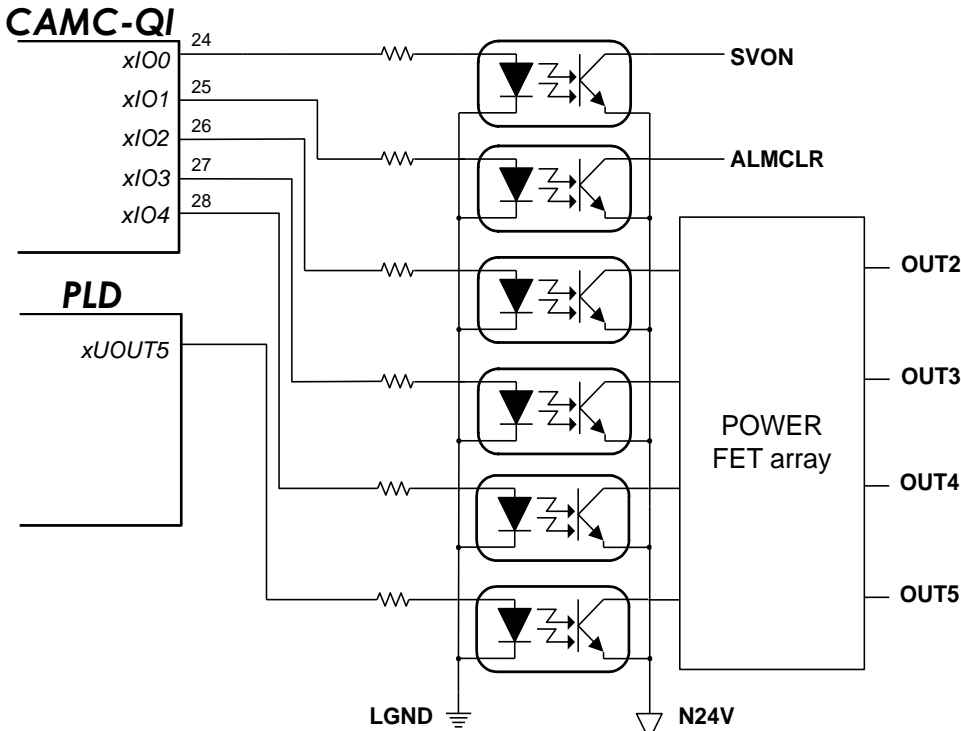 CAMC-QI
xIO0
24
xIO1
25
xIO2
26
xIO3
27
xIO4
28
SVON
ALMCLR
PLD
xUOUT5
POWER
FET array
OUT2
OUT3
OUT4
OUT5
LGND
N24V